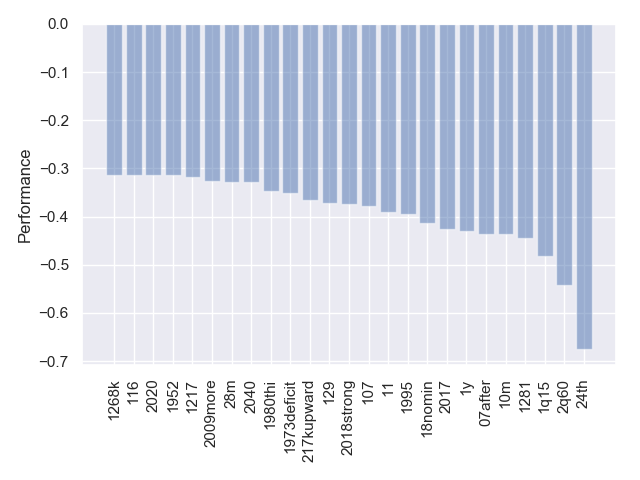 0.0
−0.1
−0.2
−0.3
−0.4
−0.5
−0.6
−0.7
Performance
1268k
116
2020
1952
1217
2009more
28m
2040
1980thi
1973deficit
217kupward
129
2018strong
107
11
1995
18nomin
2017
1y
07after
10m
1281
1q15
2q60
24th